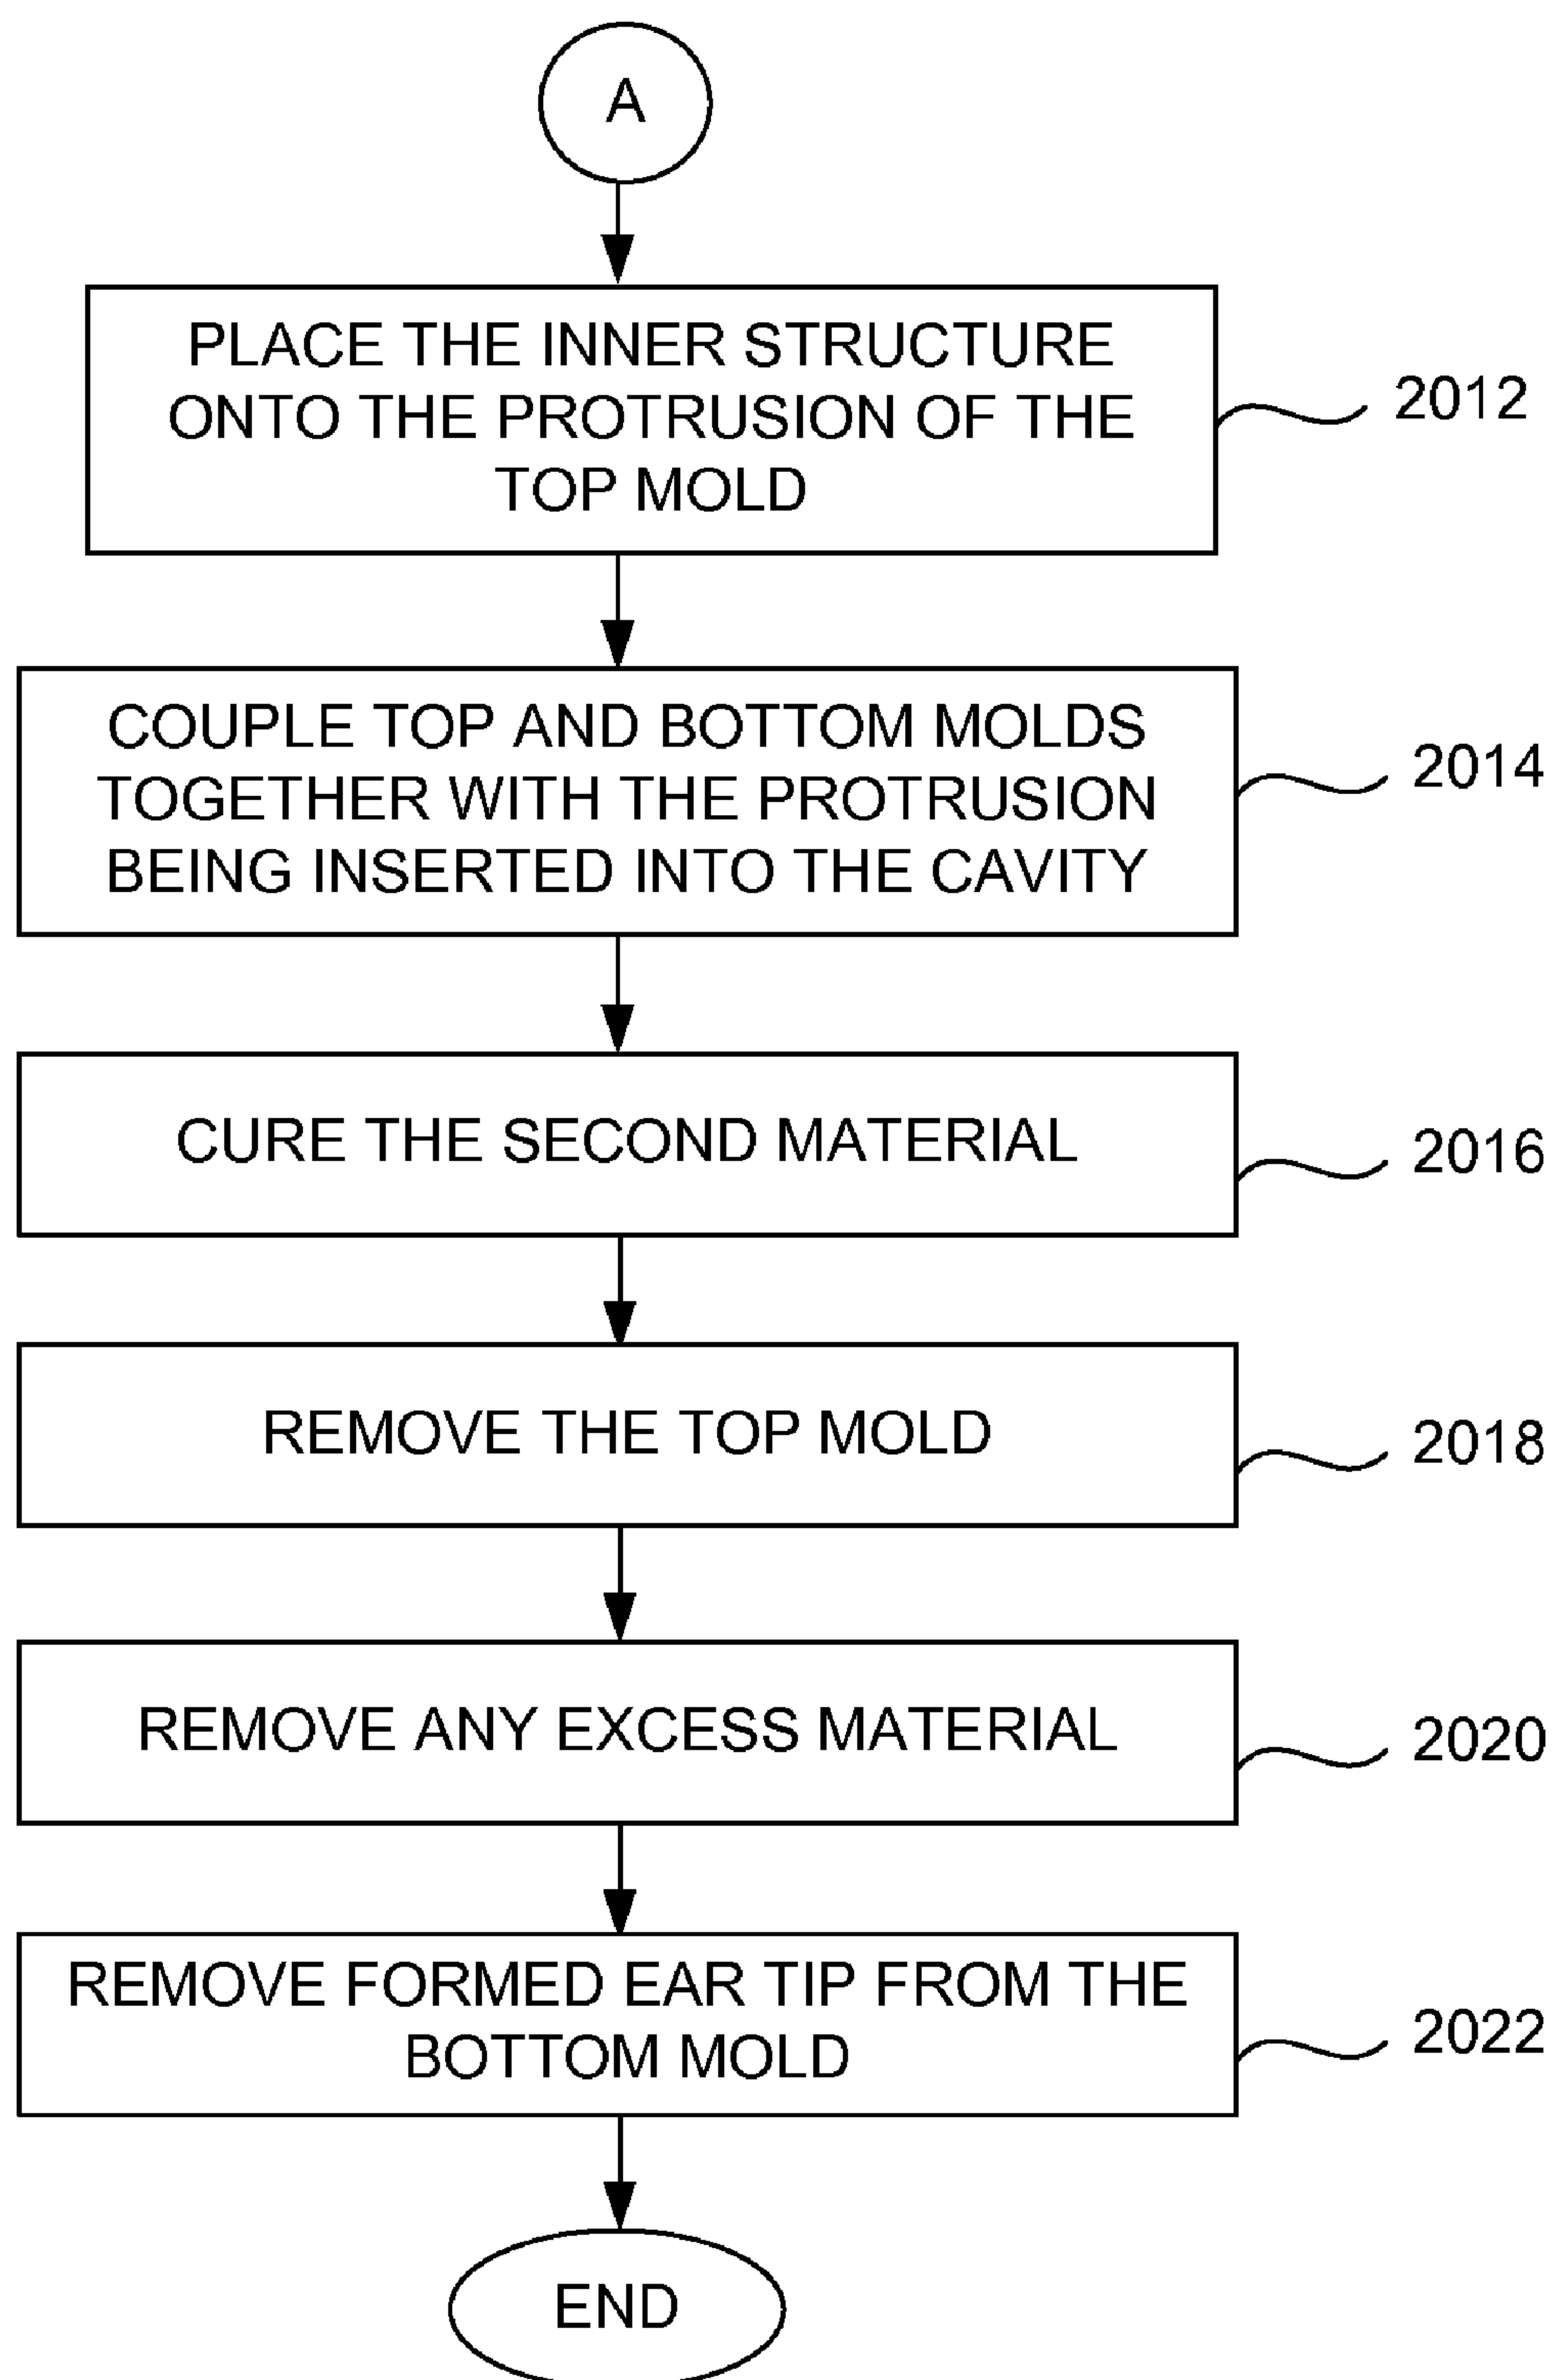 A
PLACE THE INNER STRUCTURE
ONTO THE PROTRUSION OF THE
TOP MOLD
2012
COUPLE TOP AND BOTTOM MOLDS
TOGETHER WITH THE PROTRUSION
BEING INSERTED INTO THE CAVITY
2014
CURE THE SECOND MATERIAL
2016
REMOVE THE TOP MOLD
2018
REMOVE ANY EXCESS MATERIAL
2020
REMOVE FORMED EAR TIP FROM THE
BOTTOM MOLD
2022
END